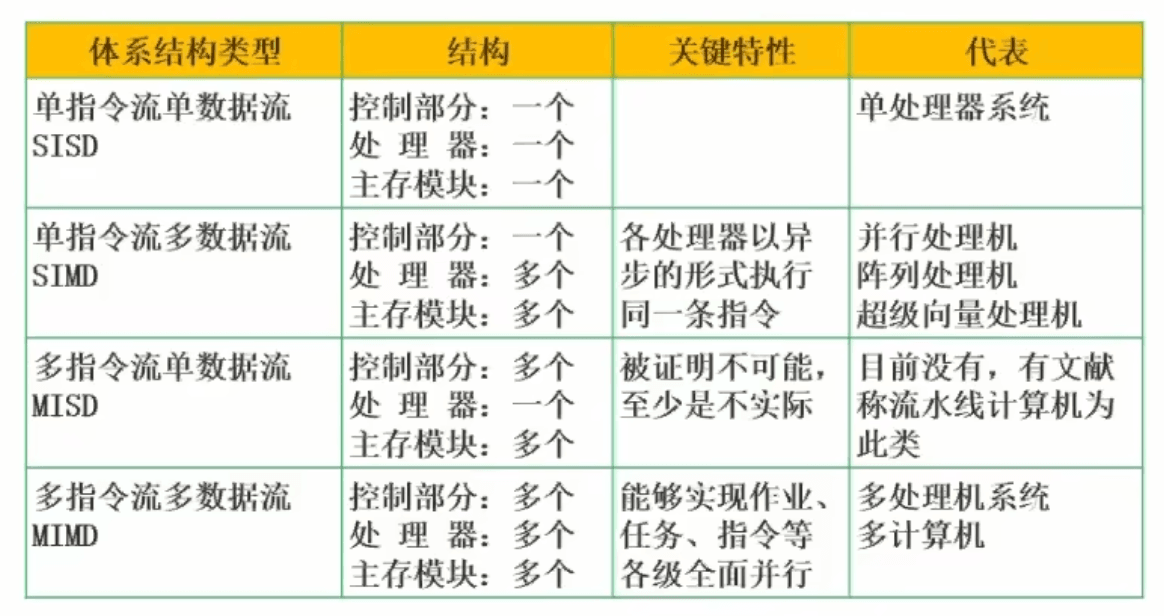 体系结构类型 结构 关键特性 代表
单指令流单数据流
SISD
控制部分：一个
处 理 器：一个
主存模块：一个
单处理器系统
单指令流多数据流
SIMD
控制部分：一个
处 理 器：多个
主存模块：多个
各处理器以异
步的形式执行
同一条指令
并行处理机
阵列处理机
超级向量处理机
多指令流单数据流
MISD
控制部分：多个
处 理 器：一个
主存模块：多个
被证明不可能，
至少是不实际
目前没有，有文献
称流水线计算机为
此类
多指令流多数据流
MIMD
控制部分：多个
处 理 器：多个
主存模块：多个
能够实现作业、
任务、指令等
各级全面并行
多处理机系统
多计算机